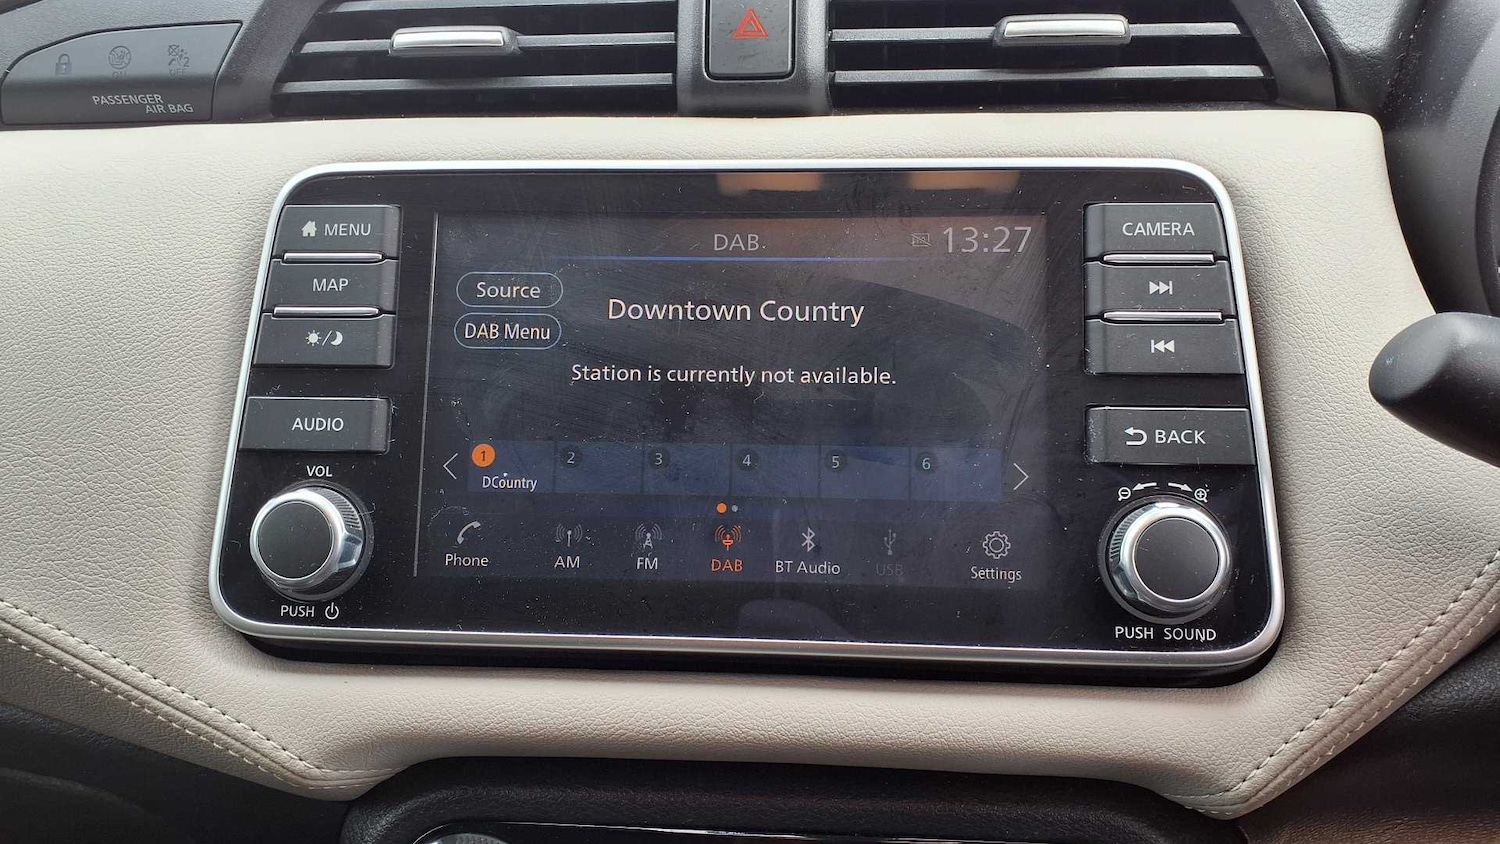 PASSENGER
AIR BAG
MENU
MAP
AUDIO
VOL
PUSH
DAB
13:27
Source
DAB Menu
Downtown Country
Station is currently not available.
1
2
3
4
5
6
DCountry
Phone
AM
FM
DAB
BT Audio
USB
Settings
CAMERA
BACK
PUSH SOUND